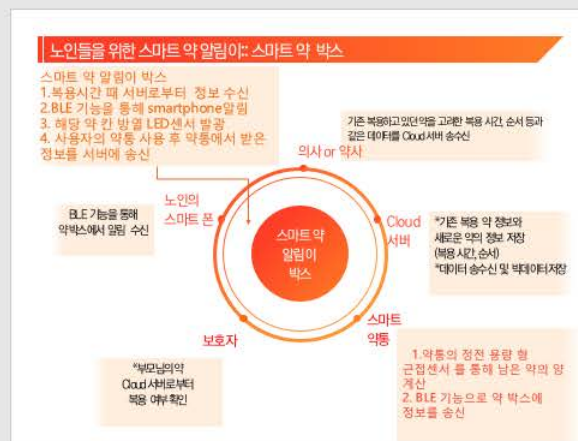 노인들을 위한 스마트 약 알림이:: 스마트 약 박스
스마트 약 알림이 박스
1.복용시간 때 서버로부터 정보 수신
2.BLE 기능을 통해 smartphone알림
3. 해당 약 칸 방열 LED센서 발광
4. 사용자의 약통 사용 후 약통에서 받은
정보를 서버에 송신
기존 복용하고 있던 약을 고려한 복용 시간, 순서 등과
같은 데이터를 Cloud 서버 송수신
의사 or 약사
노인의
스마트 폰
BLE 기능을 통해
약 박스에서 알림 수신
스마트 약
알림이
박스
Cloud
서버
*기존 복용 약 정보와
새로운 약의 정보 저장
(복용 시간, 순서)
*데이터 송수신 및 빅데이터 저장
보호자
스마트
약통
*부모님의 약
Cloud 서버로부터
복용 여부 확인
1.약통의 정전 용량 형
근접센서 를 통해 남은 약의 양
계산
2. BLE 기능으로 약 박스에
정보를 송신